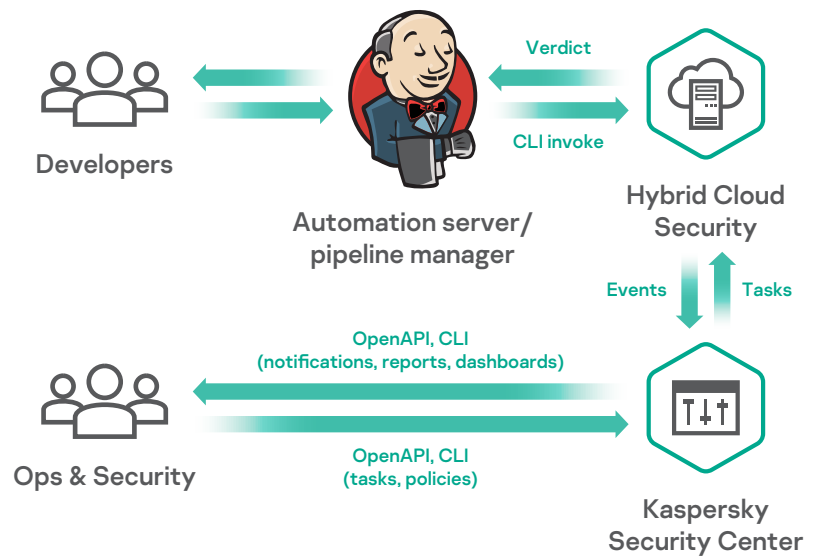 Verdict
CLI invoke
Developers
Automation server/
pipeline manager
Hybrid Cloud
Security
Events
Tasks
OpenAPI, CLI
(notifications, reports, dashboards)
OpenAPI, CLI
(tasks, policies)
Ops & Security
Kaspersky
Security Center